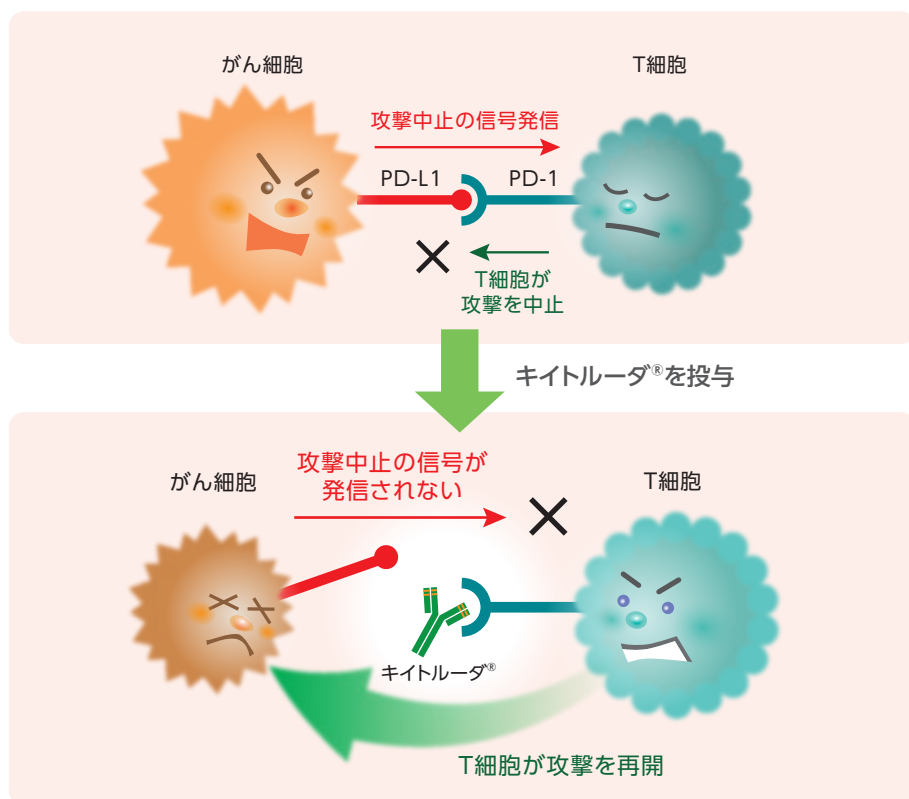 がん細胞
T細胞
攻撃中止の信号発信
PD-L1
PD-1
T細胞が
攻撃を中止
キイトルーダ®を投与
がん細胞
攻撃中止の信号が
発信されない
T細胞
キイトルーダ®
T細胞が攻撃を再開